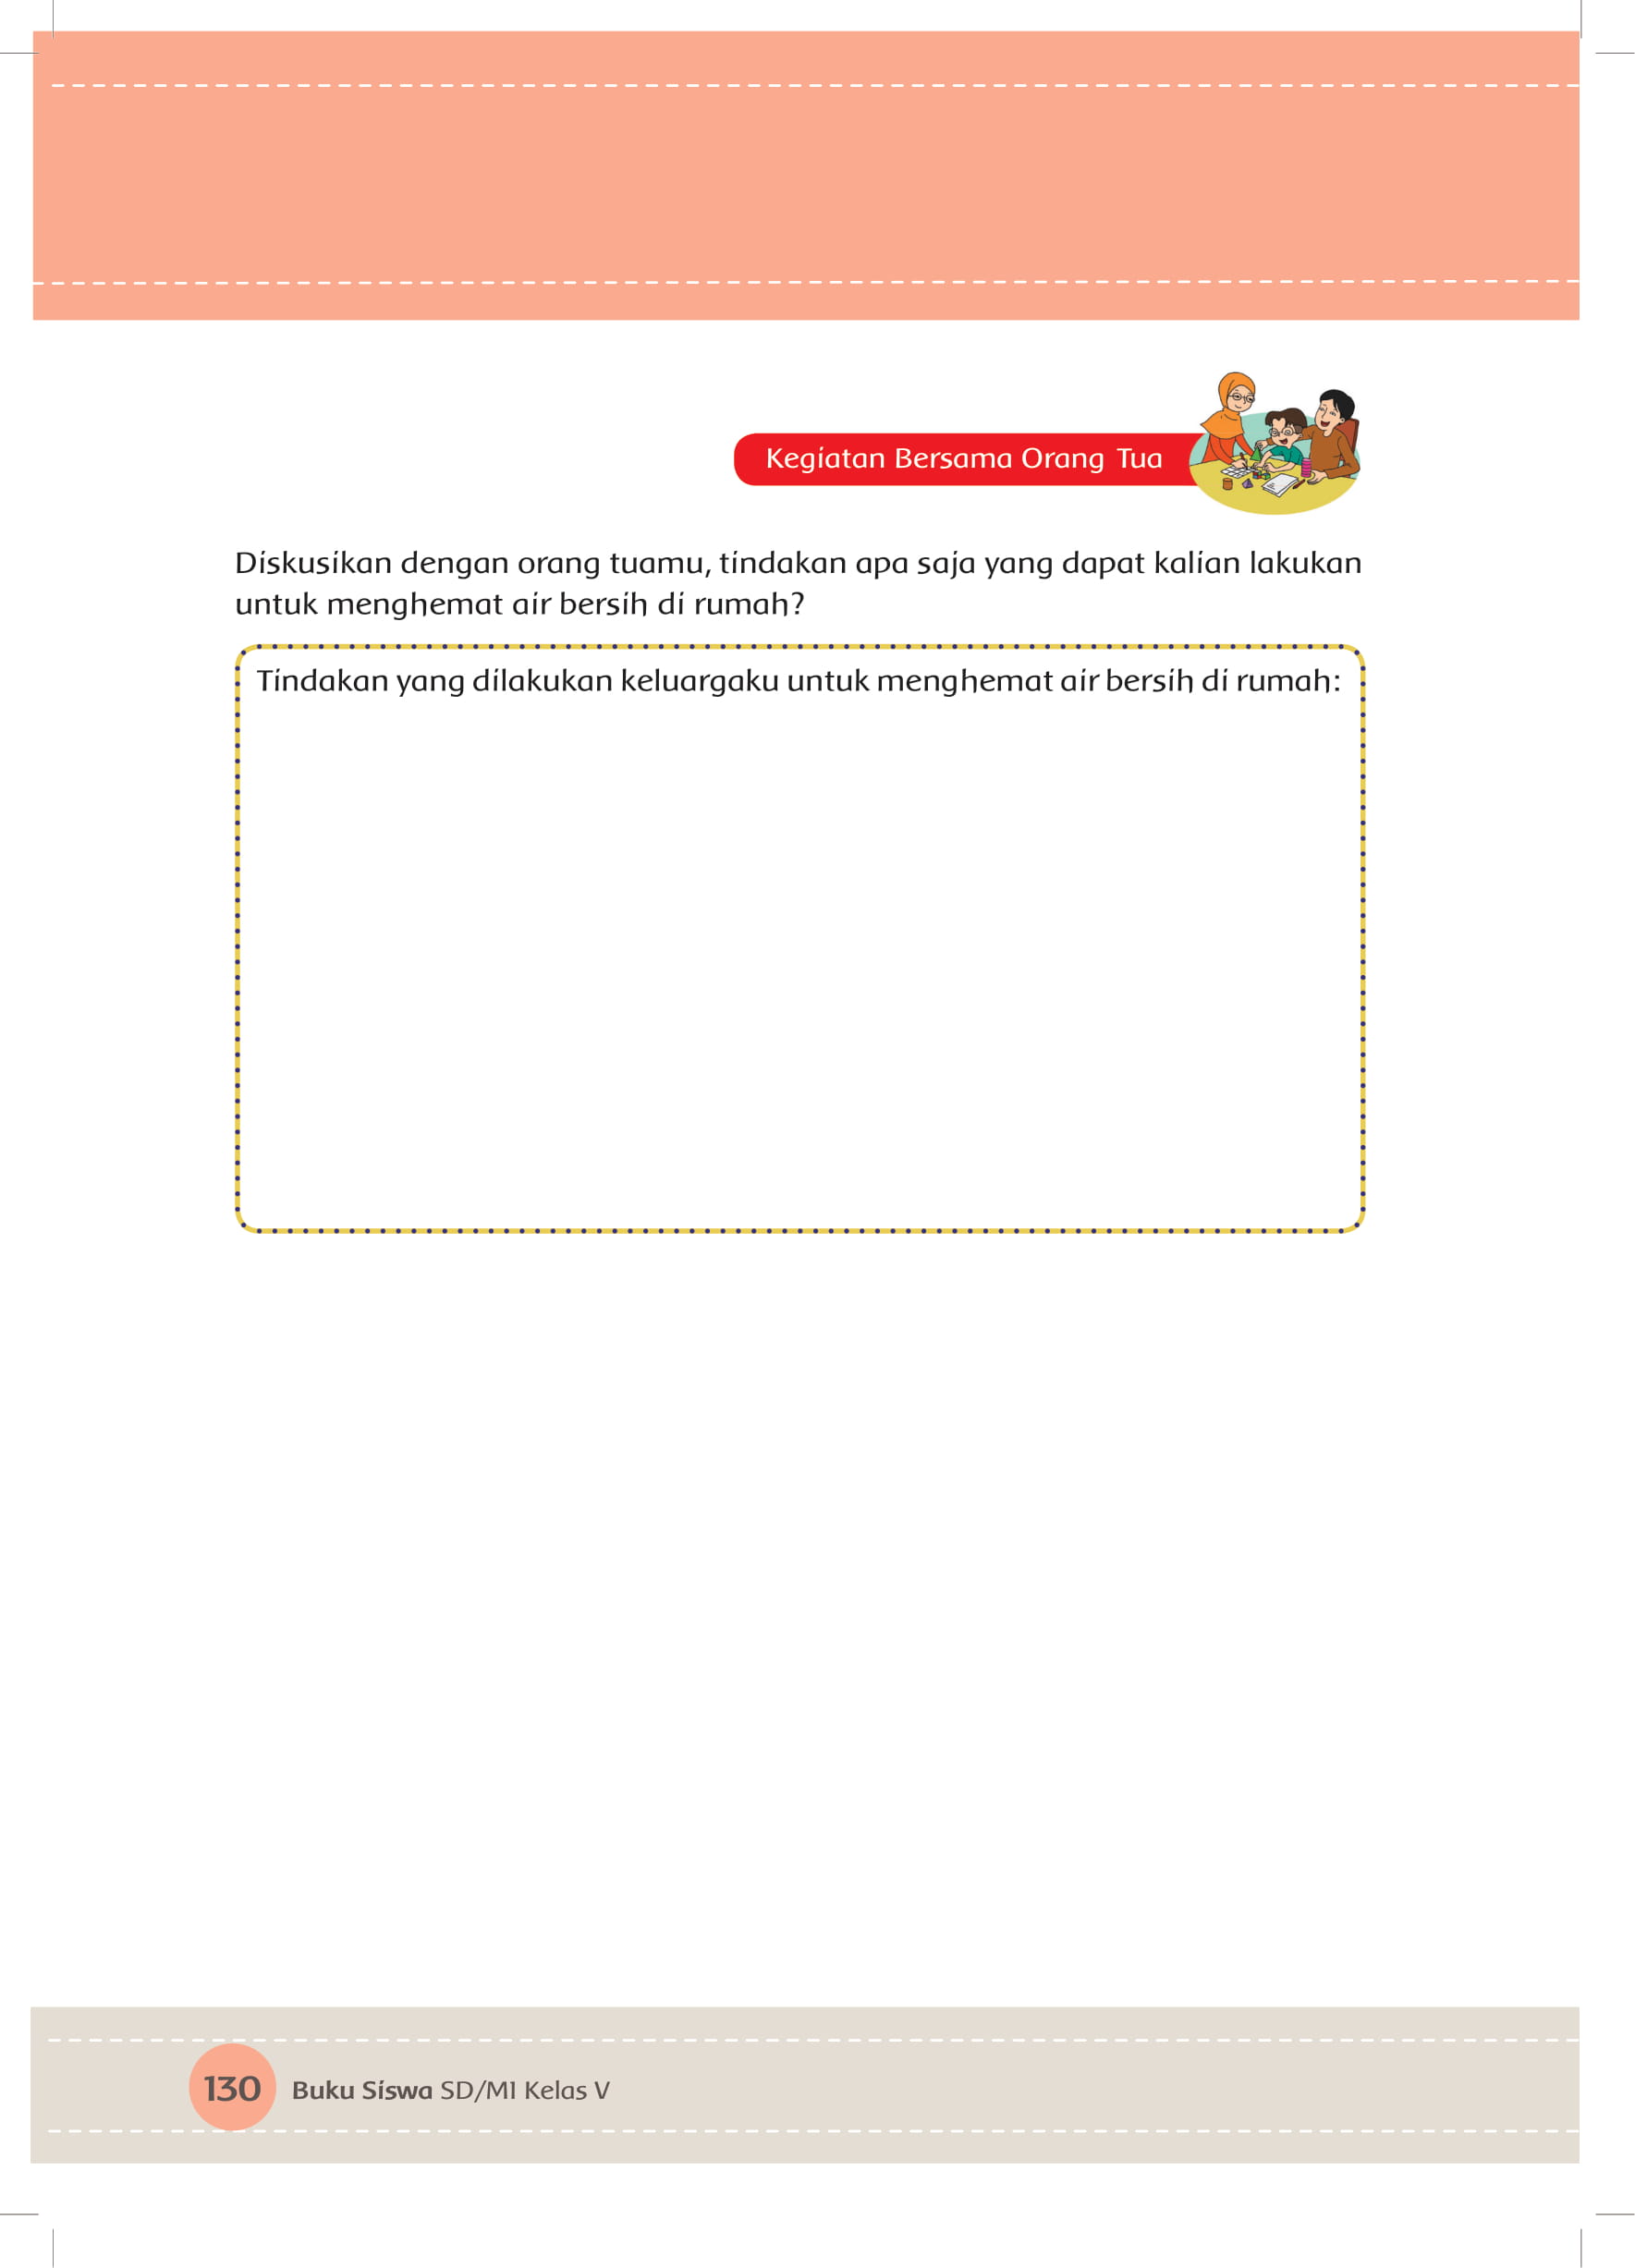 Kegiatan Bersama Orang Tua
Diskusikan dengan orang tuamu, tindakan apa saja yang dapat kalian lakukan
untuk menghemat air bersih di rumah?
Tindakan yang dilakukan keluargaku untuk menghemat air bersih di rumah:
130 Buku Siswa SD/MI Kelas V